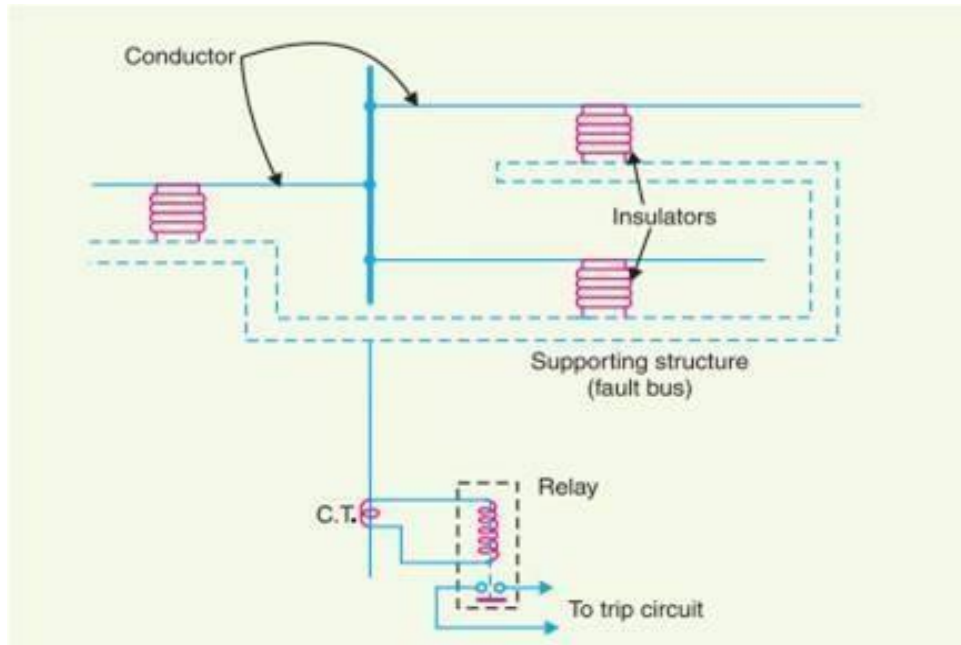 Conductor
Insulators
Supporting structure
(fault bus)
Relay
C.T.
To trip circuit